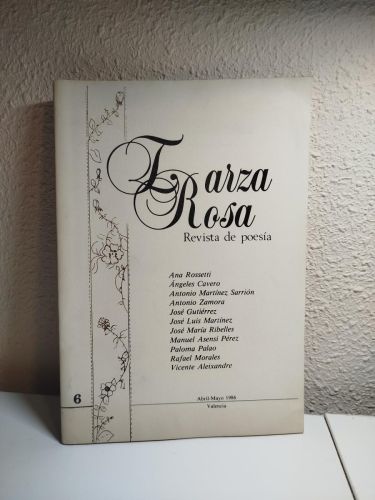 Zarza
Rosa
Revista de poesía
Ana Rossetti
Ángeles Cavero
Antonio Martínez Sarrión
Antonio Zamora
José Gutiérrez
José Luis Martínez
José María Ribelles
Manuel Asensi Pérez
Paloma Palao
Rafael Morales
Vicente Aleixandre
6
Abril-Mayo 1986
Valencia